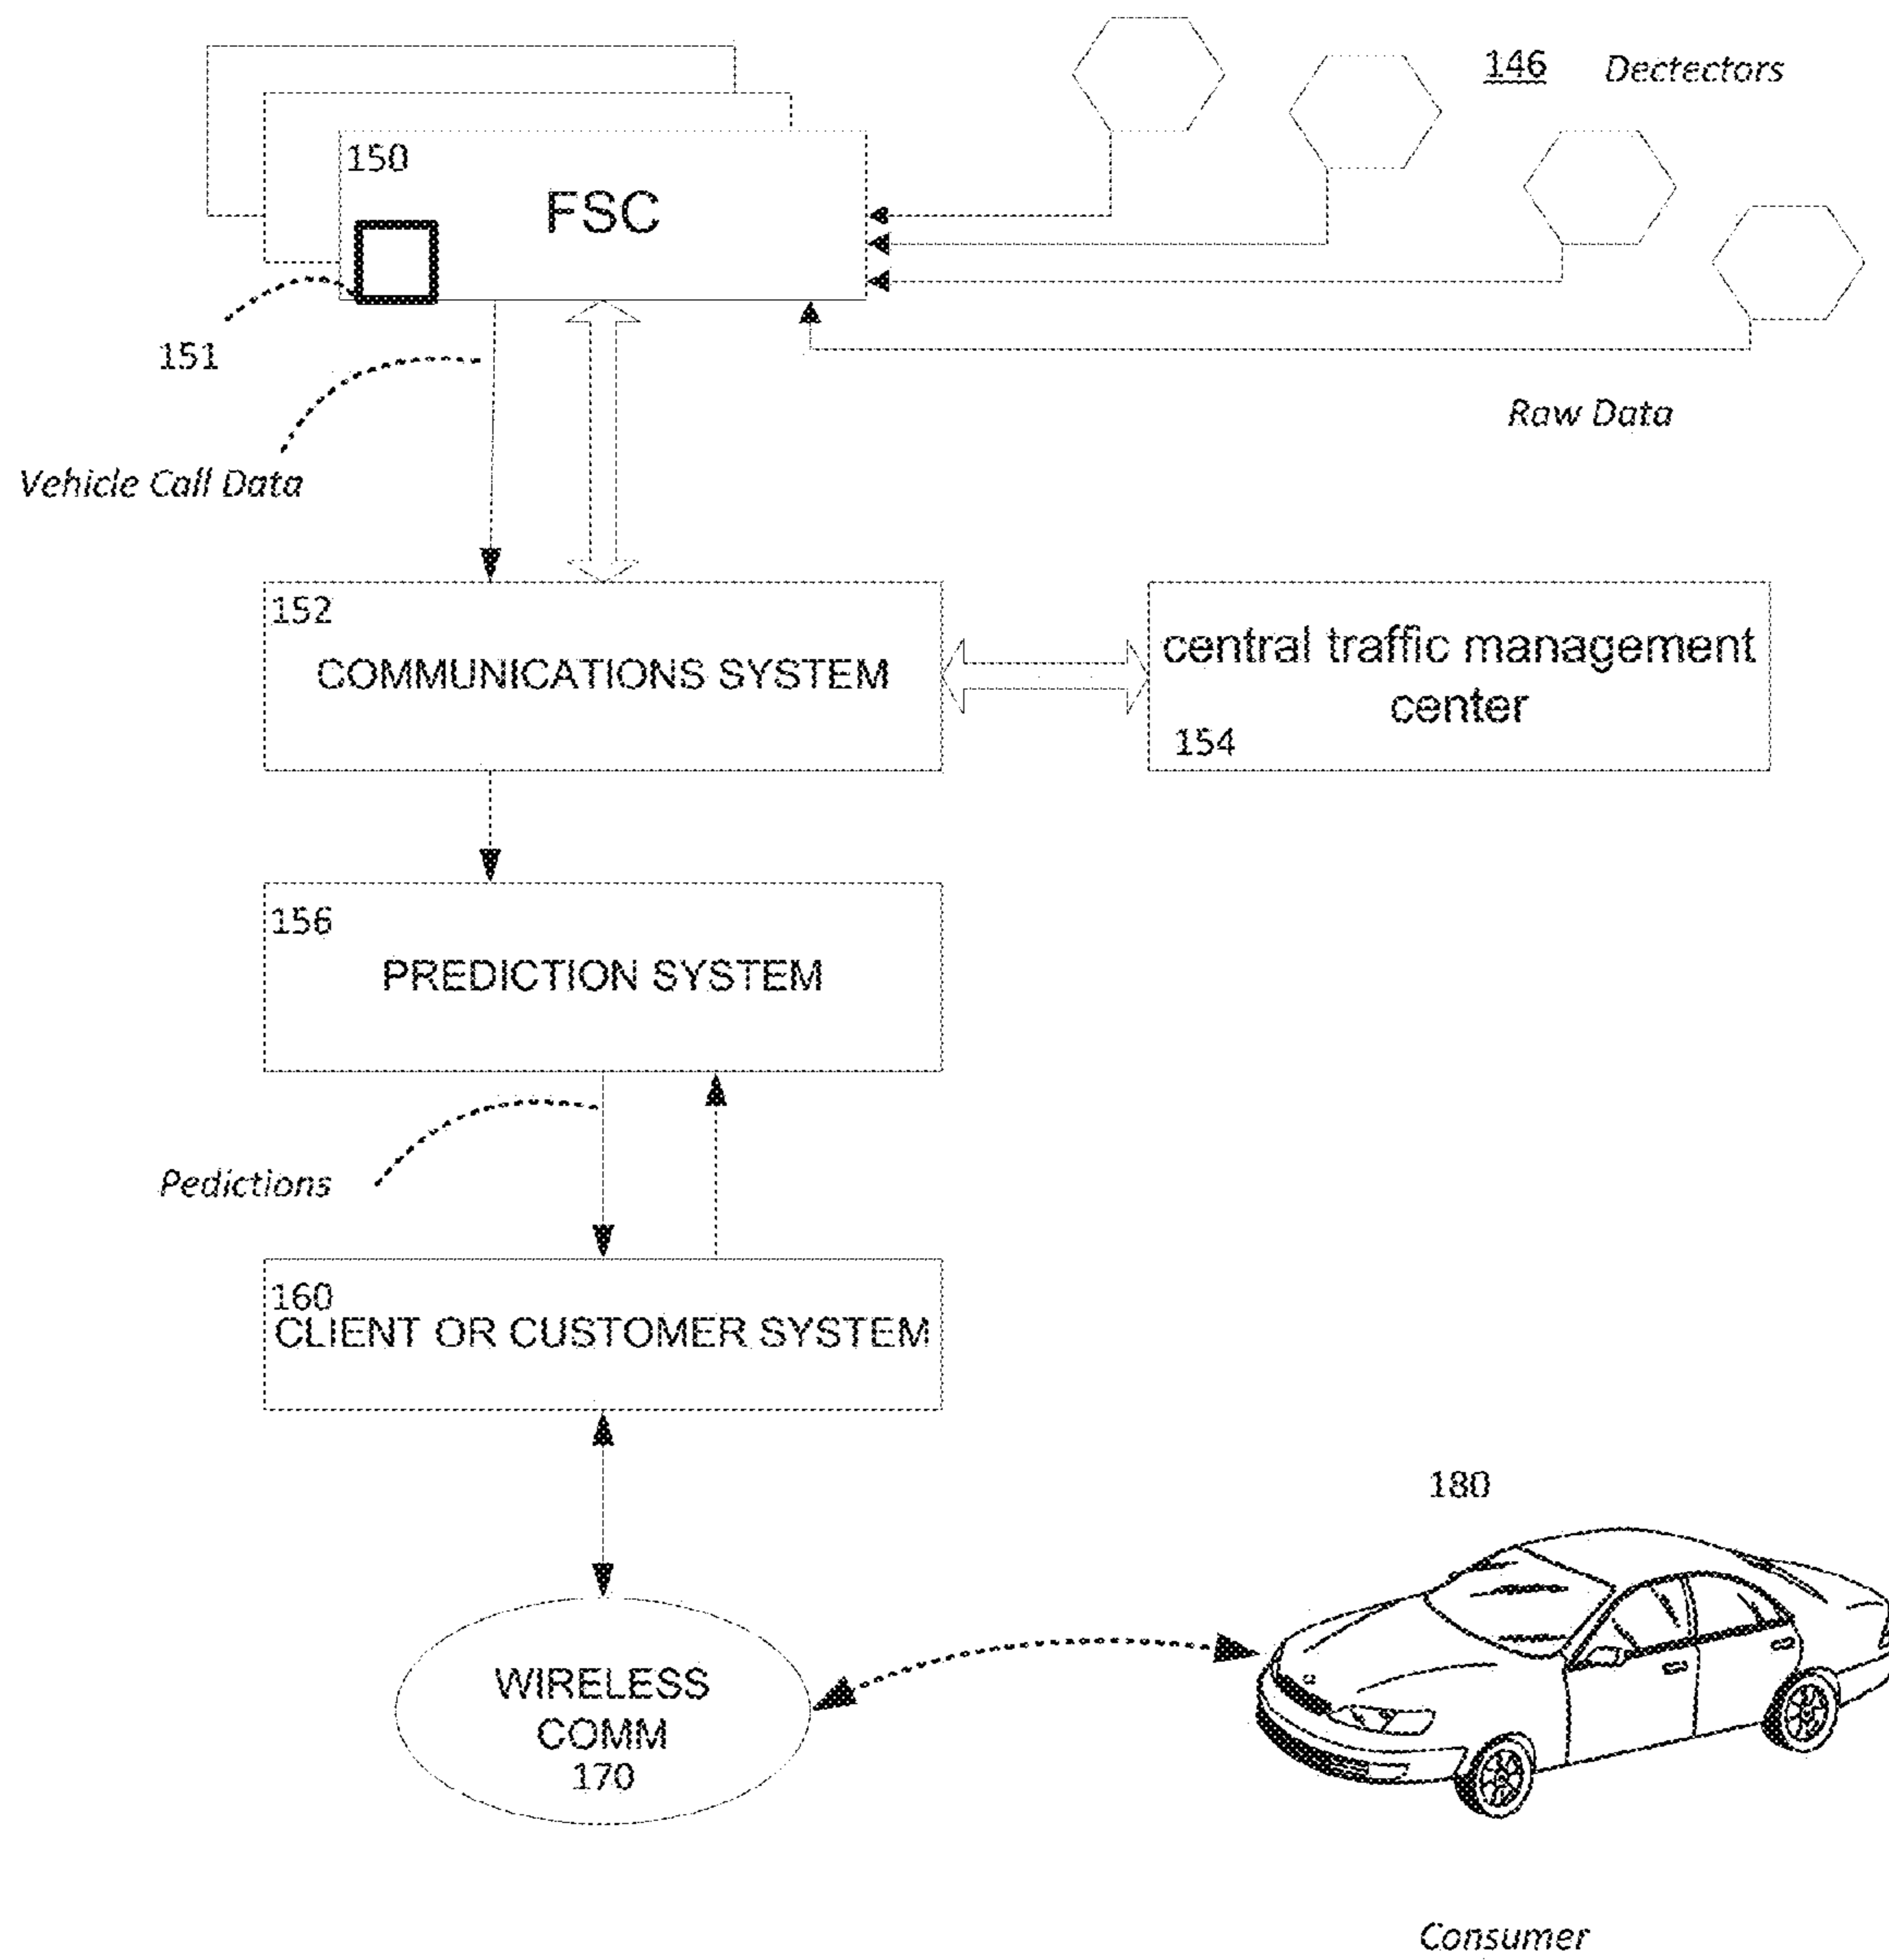 146 Dectectors
150
FSC
151
Raw Data
Vehicle Call Data
152
COMMUNICATIONS SYSTEM
central traffic management
center
154
156
PREDICTION SYSTEM
Pedictions
160
CLIENT OR CUSTOMER SYSTEM
180
WIRELESS
COMM
170
Consumer